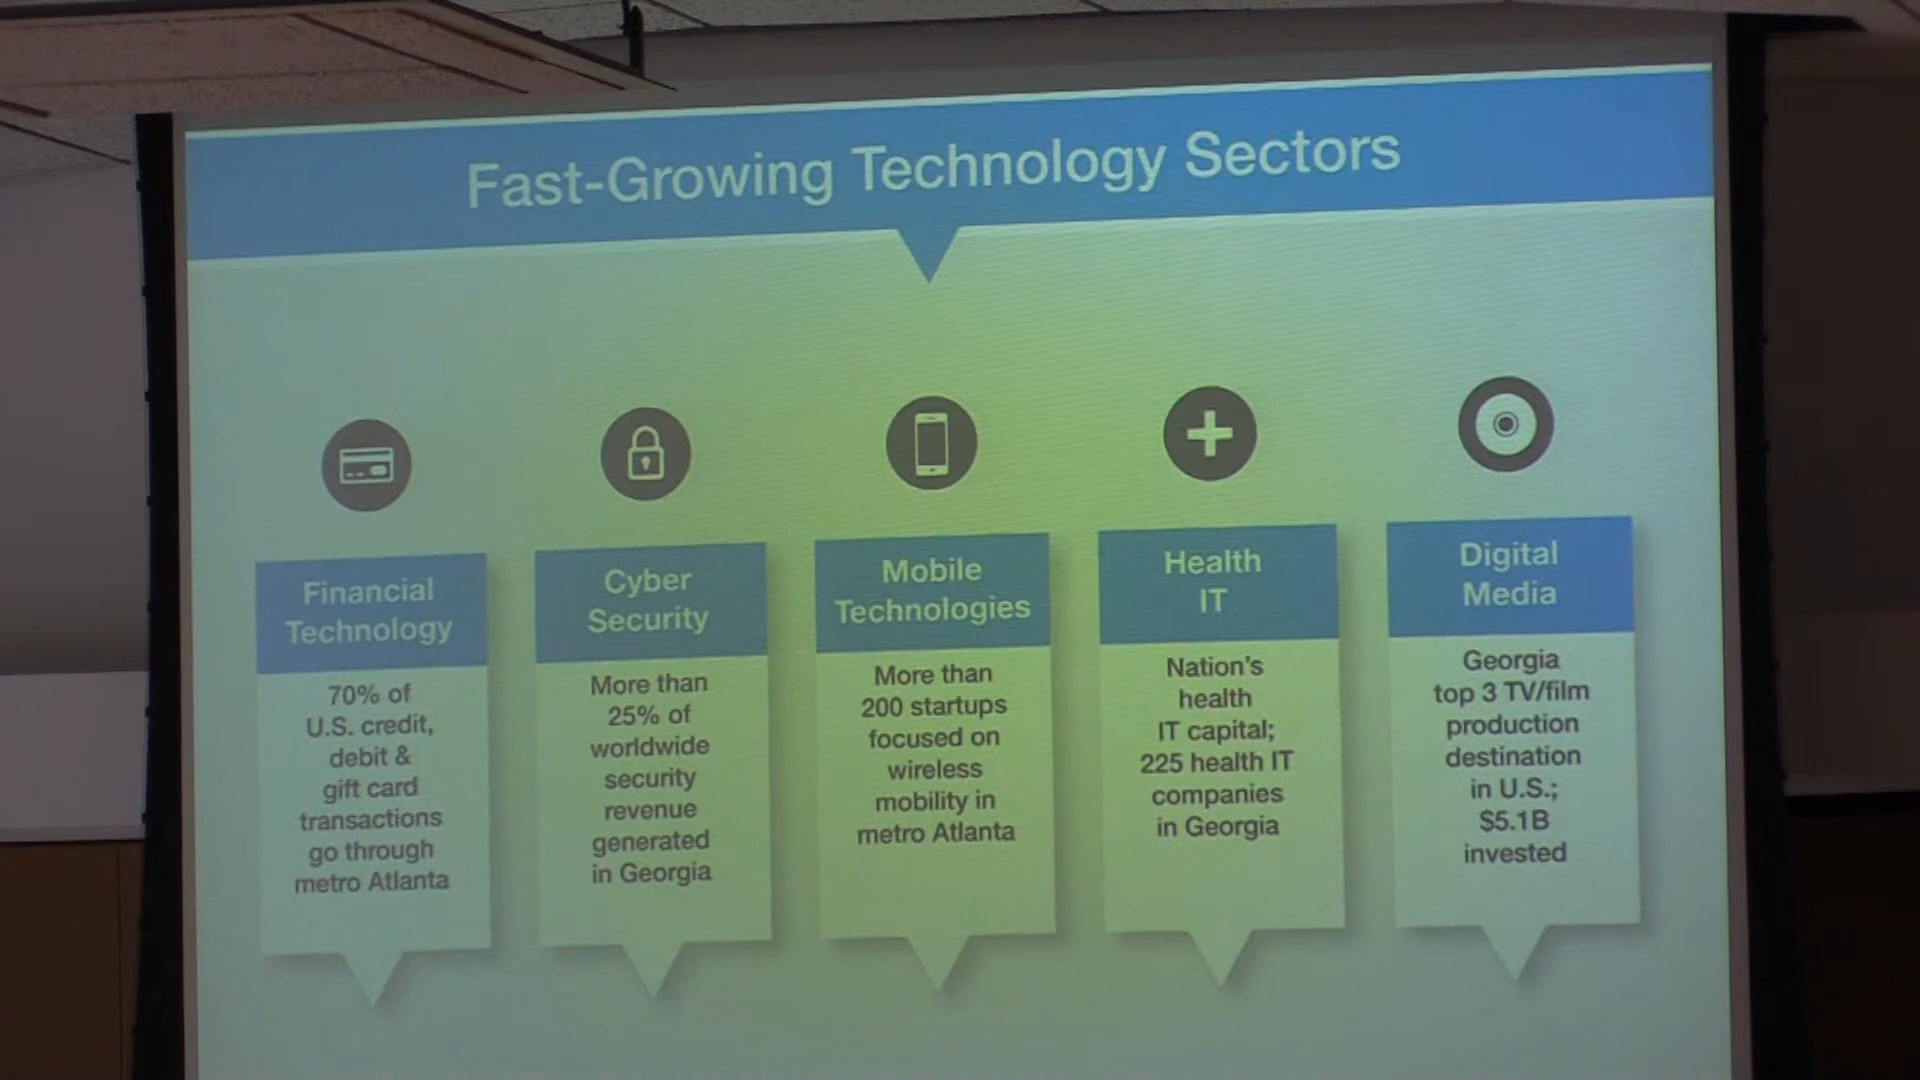 Fast-Growing Technology Sectors
Financial
Technology
70% of
U.S. credit,
debit &
gift card
transactions
go through
metro Atlanta
Cyber
Security
More than
25% of
worldwide
security
revenue
generated
in Georgia
Mobile
Technologies
More than
200 startups
focused on
wireless
mobility in
metro Atlanta
Health
IT
Nation's
health
IT capital;
225 health IT
companies
in Georgia
Digital
Media
Georgia
top 3 TV/film
production
destination
in U.S.;
$5.1B
invested